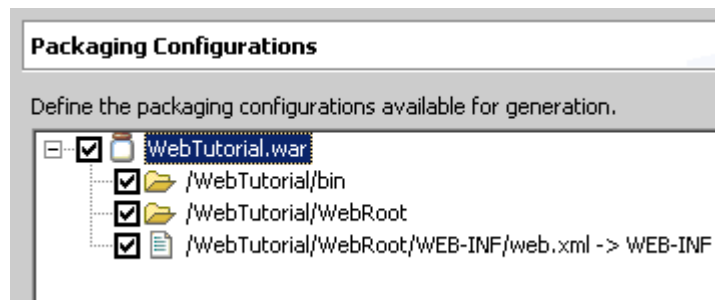 Packaging Configurations
Define the packaging configurations available for generation.
WebTutorial.war
/WebTutorial/bin
/WebTutorial/WebRoot
/WebTutorial/WebRoot/WEB-INF/web.xml -> WEB-INF